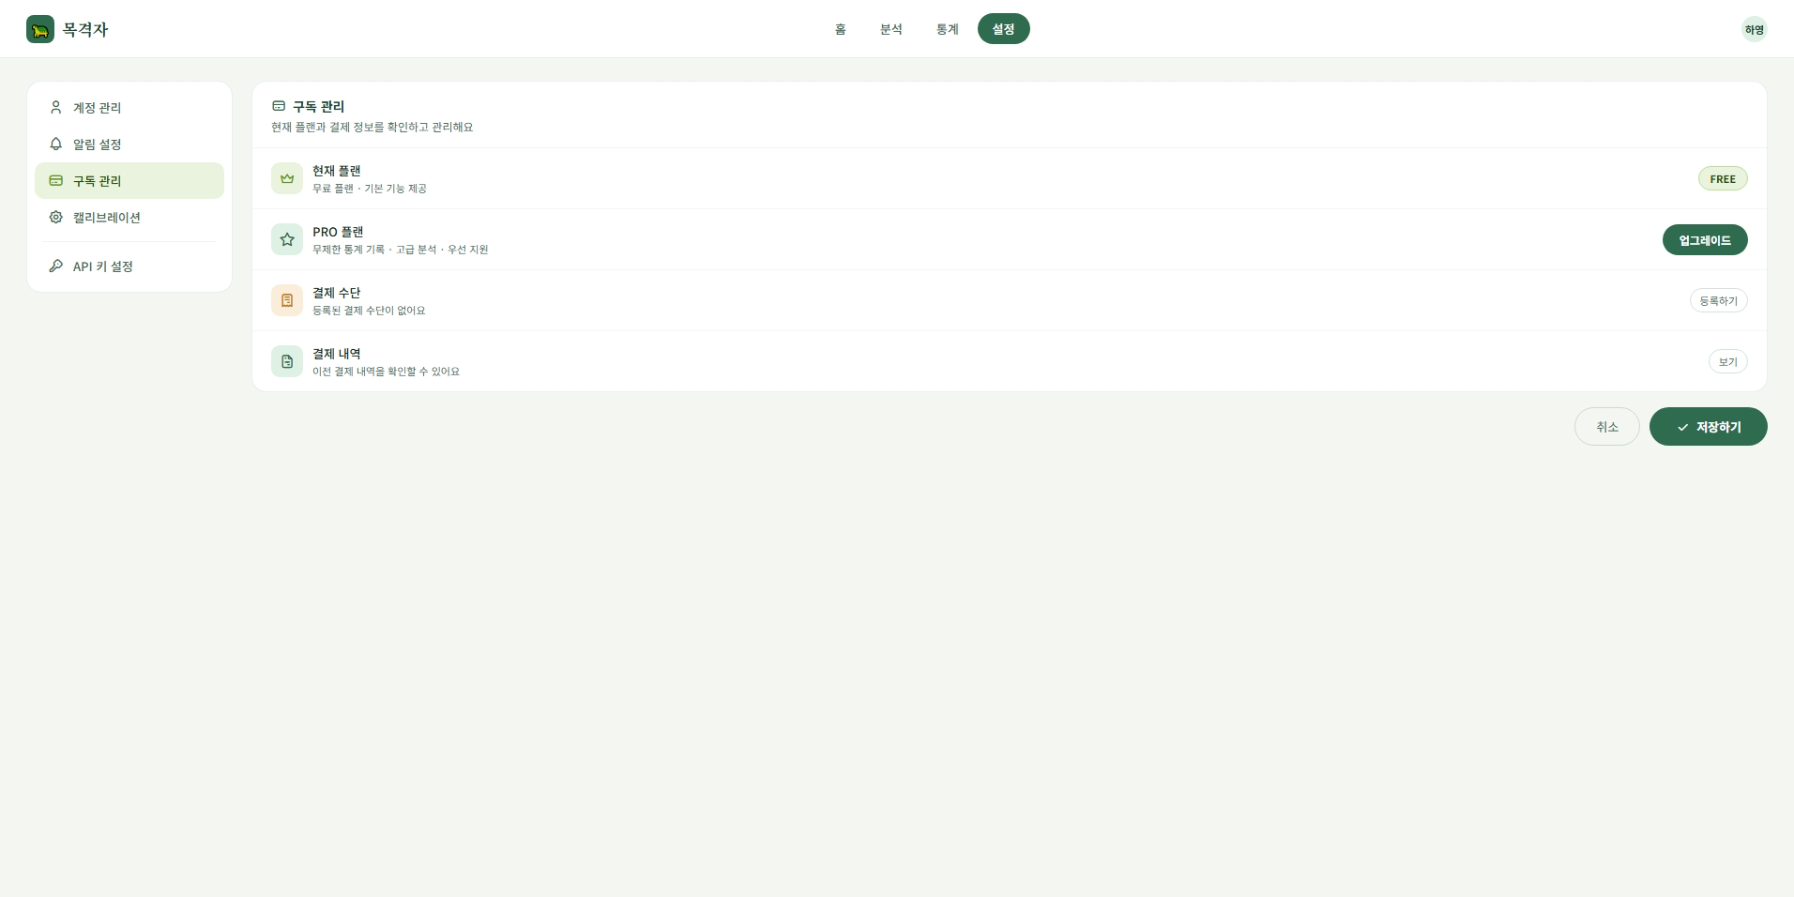 목격자
홈
분석
통계
설정
하영
계정 관리
알림 설정
구독 관리
캘리브레이션
API 키 설정
구독 관리
현재 플랜과 결제 정보를 확인하고 관리해요
현재 플랜
무료 플랜 · 기본 기능 제공
FREE
PRO 플랜
무제한 통계 기록 · 고급 분석 · 우선 지원
업그레이드
결제 수단
등록된 결제 수단이 없어요
등록하기
결제 내역
이전 결제 내역을 확인할 수 있어요
보기
취소
저장하기